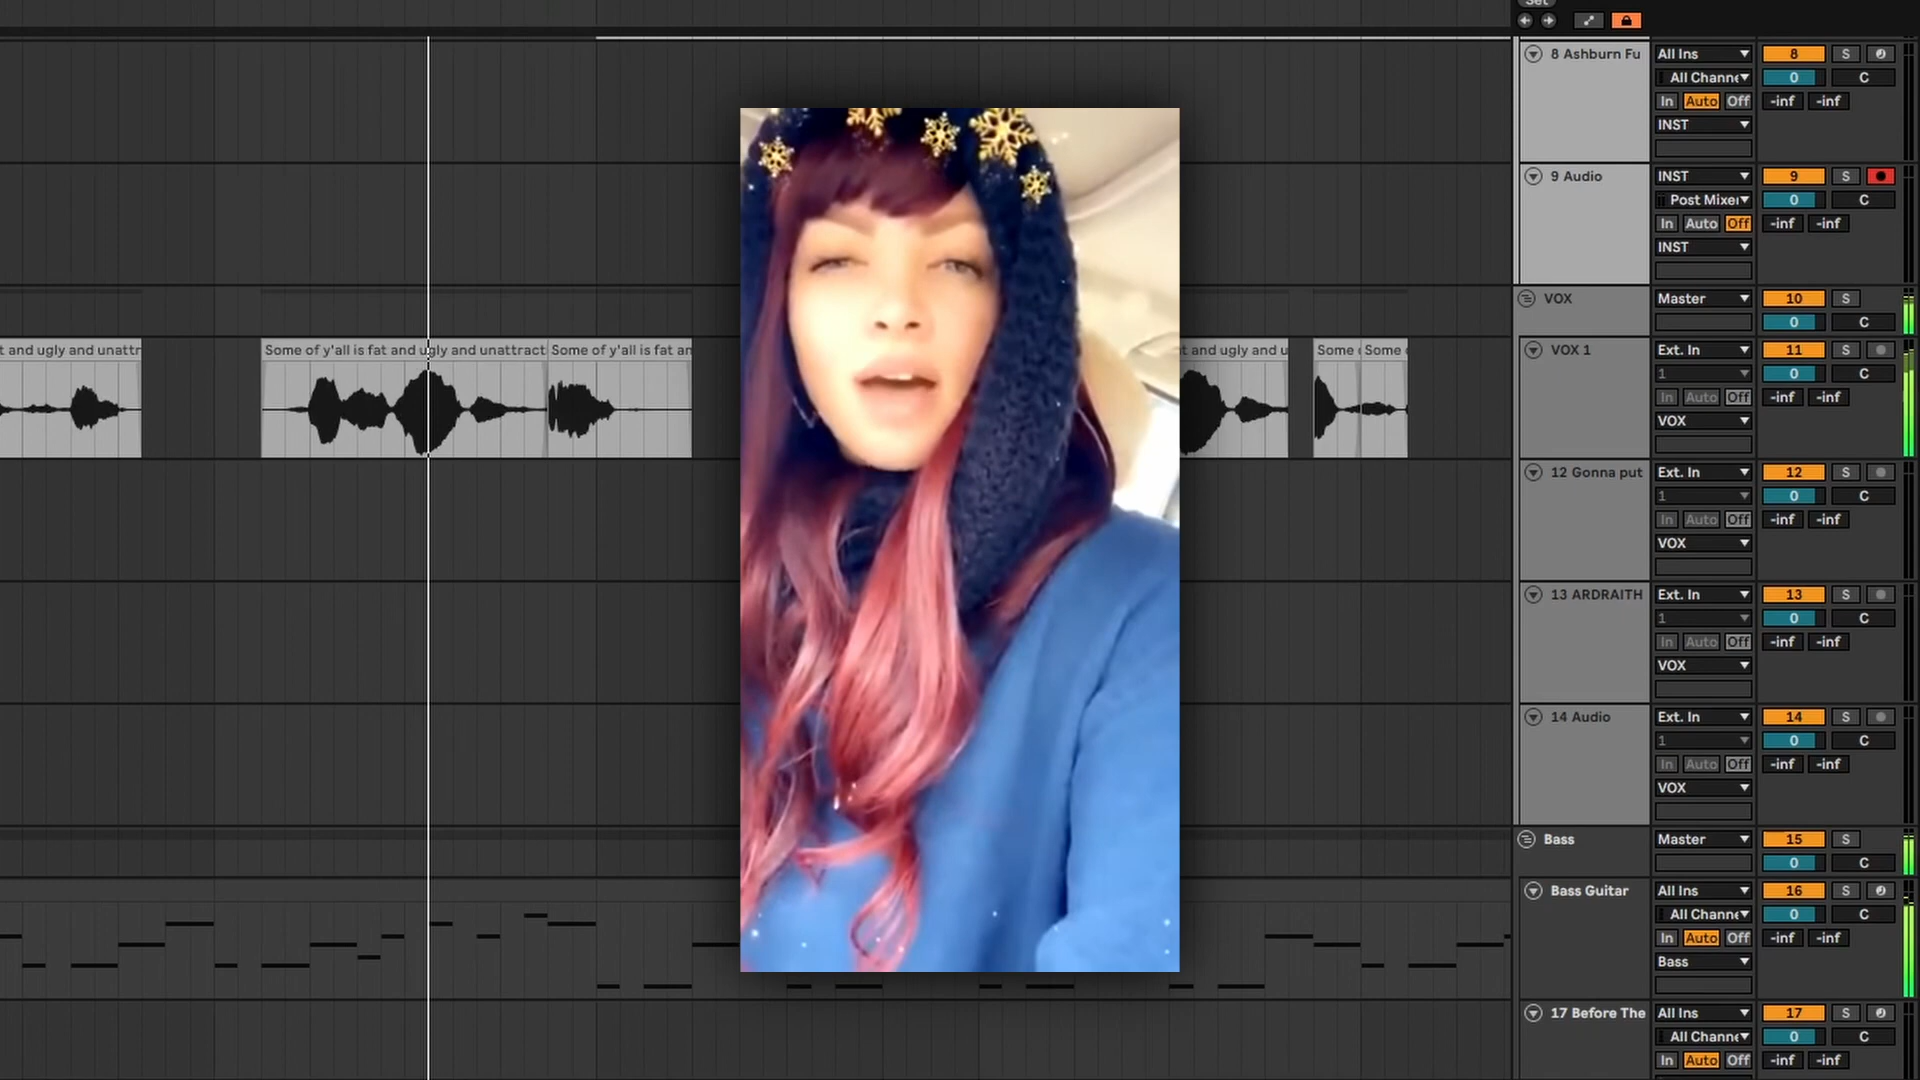 Set
8 Ashburn Fu All Ins 8 S
All Channe 0 C
In Auto Off -inf -inf
INST
9 Audio INST 9 S
Post Mixer 0 C
In Auto Off -inf -inf
INST
VOX Master 10 S
0 C
t and ugly and unattr Some of y'all is fat and ugly and unattract Some of y'all is fat an t and ugly and u Some Some VOX 1 Ext. In 11 S
1 0 C
In Auto Off -inf -inf
VOX
12 Gonna put Ext. In 12 S
1 0 C
In Auto Off -inf -inf
VOX
13 ARDRAITH Ext. In 13 S
1 0 C
In Auto Off -inf -inf
VOX
14 Audio Ext. In 14 S
1 0 C
In Auto Off -inf -inf
VOX
Bass Master 15 S
0 C
Bass Guitar All Ins 16 S
All Channe 0 C
In Auto Off -inf -inf
Bass
17 Before The All Ins 17 S
All Channe 0 C
In Auto Off -inf -inf